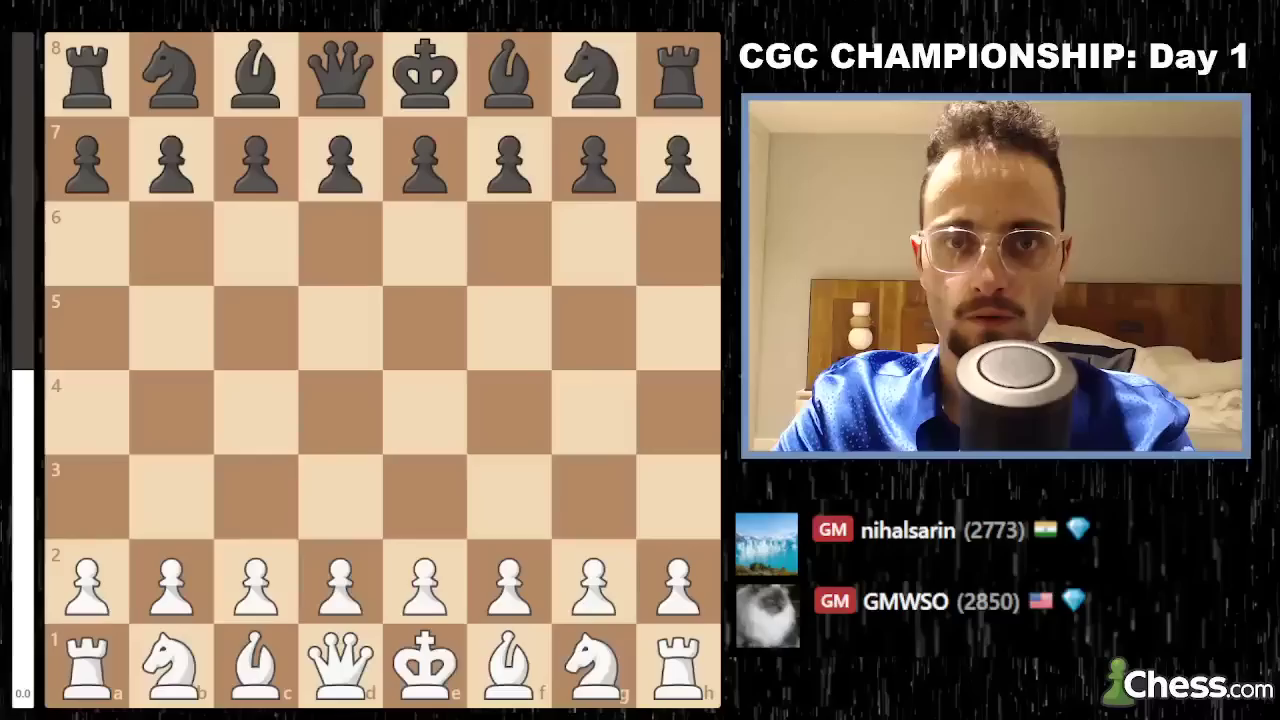 CGC CHAMPIONSHIP: Day 1
8
7
6
5
4
3
2
1
a b c d e f g h
0.0
GM nihalsarin (2773)
GM GMWSO (2850)
Chess.com